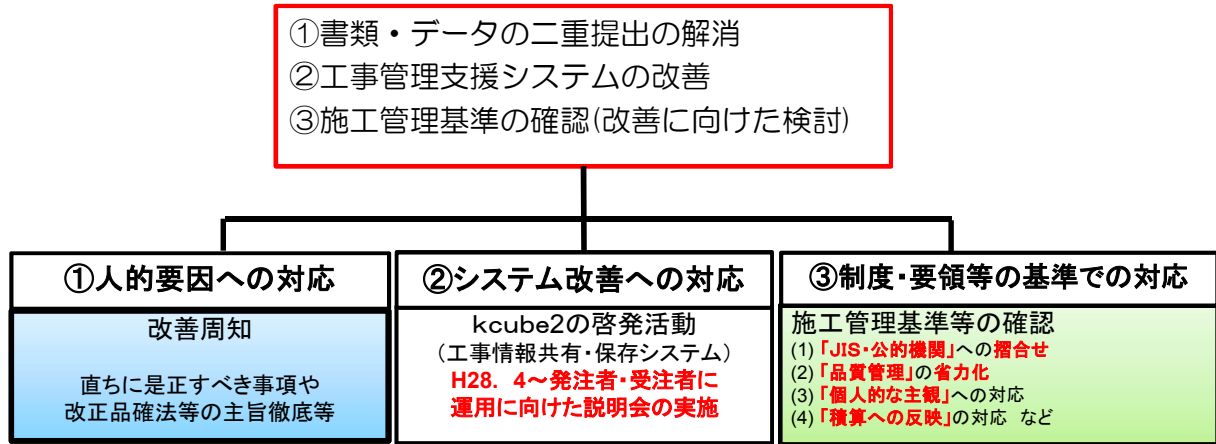 ①書類・データの二重提出の解消
②工事管理支援システムの改善
③施工管理基準の確認(改善に向けた検討)
①人的要因への対応
改善周知
直ちに是正すべき事項や
改正品確法等の主旨徹底等
②システム改善への対応
kcube2の啓発活動
（工事情報共有・保存システム）
H28．4～発注者・受注者に
運用に向けた説明会の実施
③制度・要領等の基準での対応
施工管理基準等の確認
(1) 「JIS・公的機関」への摺合せ
(2) 「品質管理」の省力化
(3) 「個人的な主観」への対応
(4) 「積算への反映」の対応 など